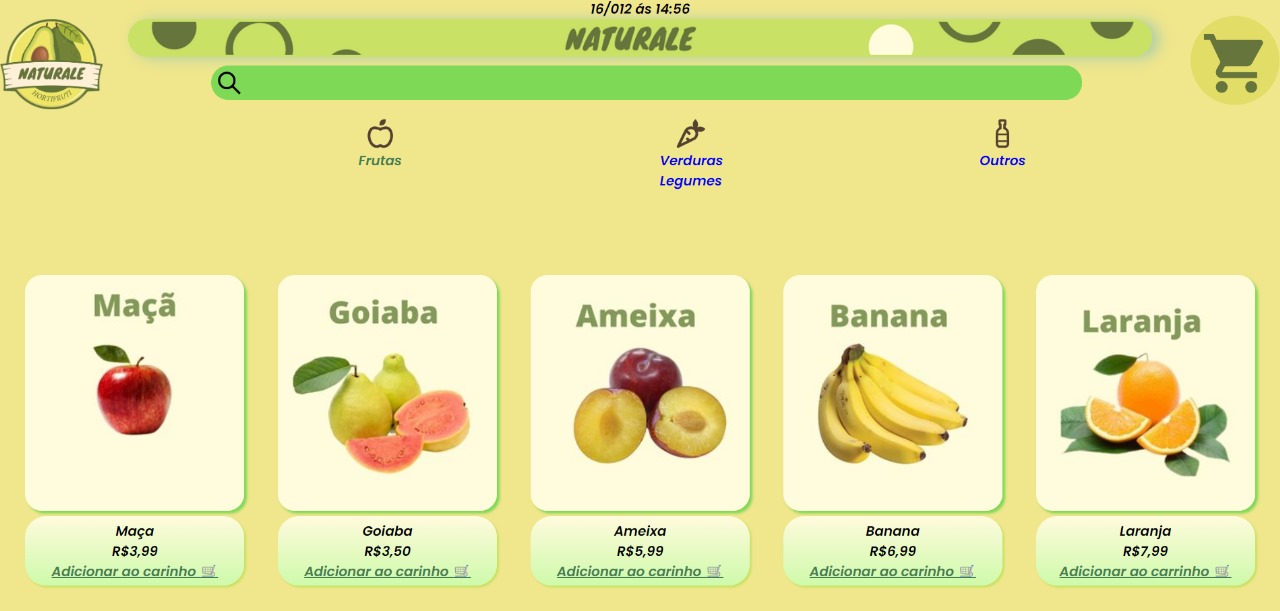 16/012 ás 14:56
NATURALE
NATURALE
HORTIFRUTI
Frutas
Verduras
Legumes
Outros
Maçã
Goiaba
Ameixa
Banana
Laranja
Maça
R$3,99
Adicionar ao carinho 🛒
Goiaba
R$3,50
Adicionar ao carinho 🛒
Ameixa
R$5,99
Adicionar ao carinho 🛒
Banana
R$6,99
Adicionar ao carinho 🛒
Laranja
R$7,99
Adicionar ao carrinho 🛒